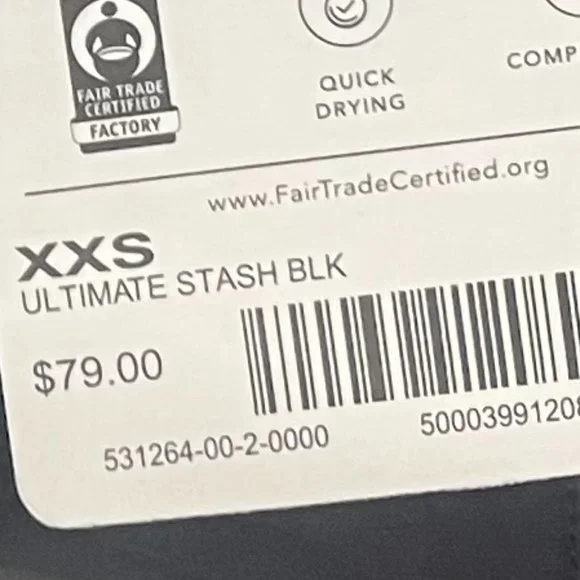 FAIR TRADE
CERTIFIED
FACTORY
QUICK
DRYING
COMP
www.FairTradeCertified.org
XXS
ULTIMATE STASH BLK
$79.00
531264-00-2-0000
5000399120